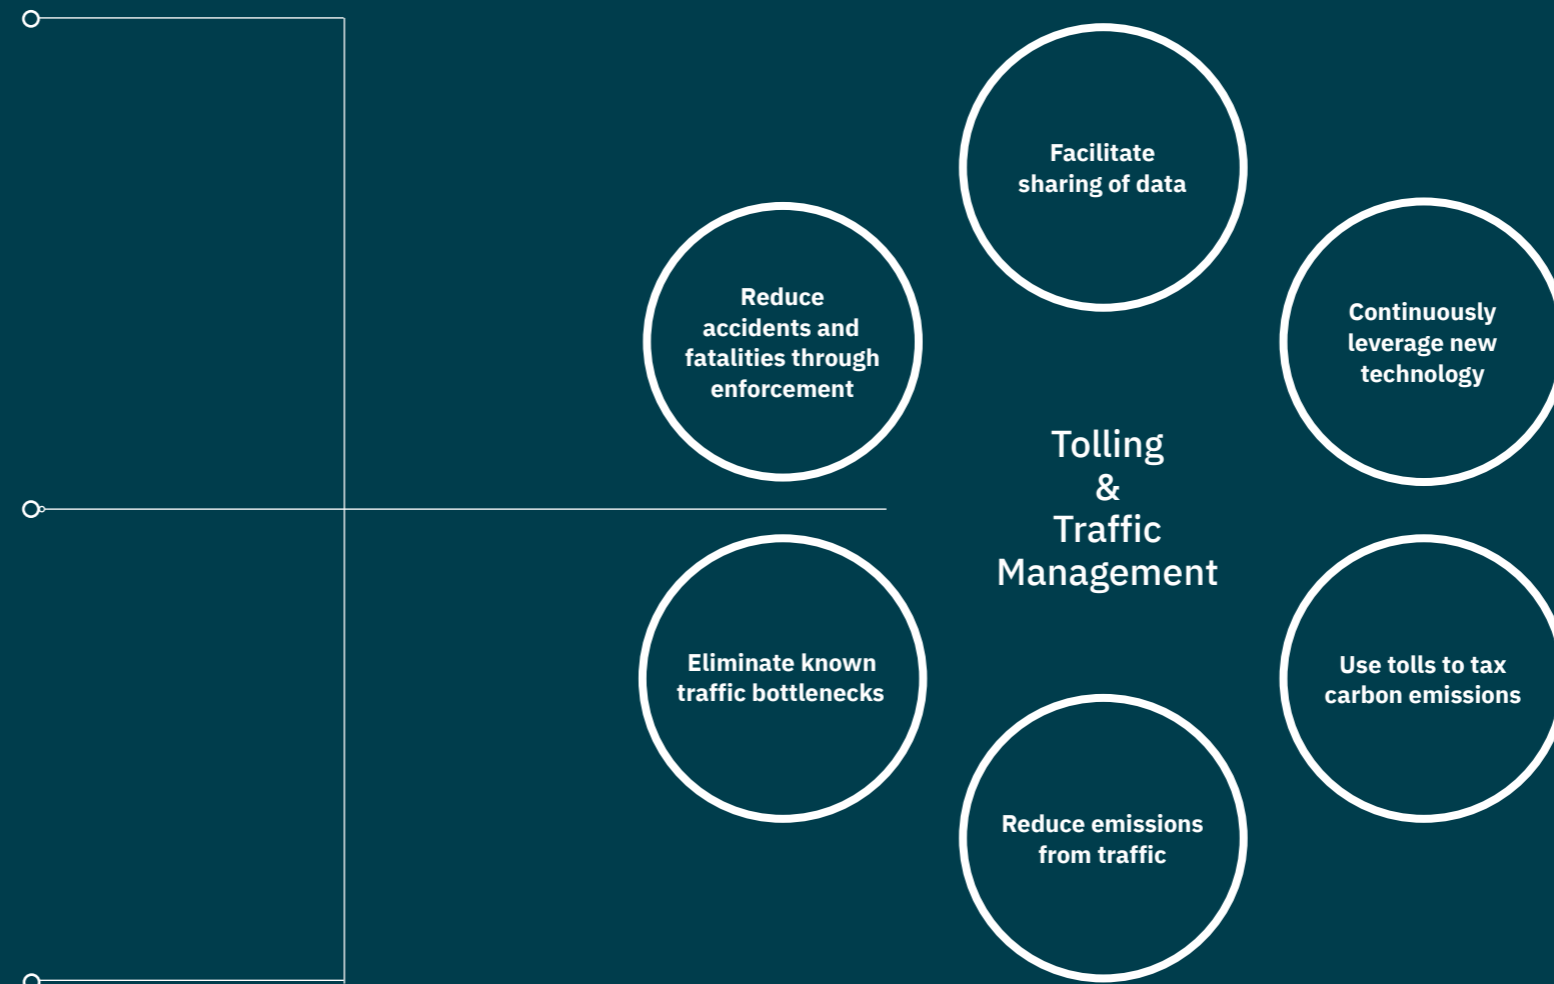 Facilitate
sharing of data
Reduce
accidents and
fatalities through
enforcement
Continuously
leverage new
technology
Tolling
&
Traffic
Management
Eliminate known
traffic bottlenecks
Use tolls to tax
carbon emissions
Reduce emissions
from traffic